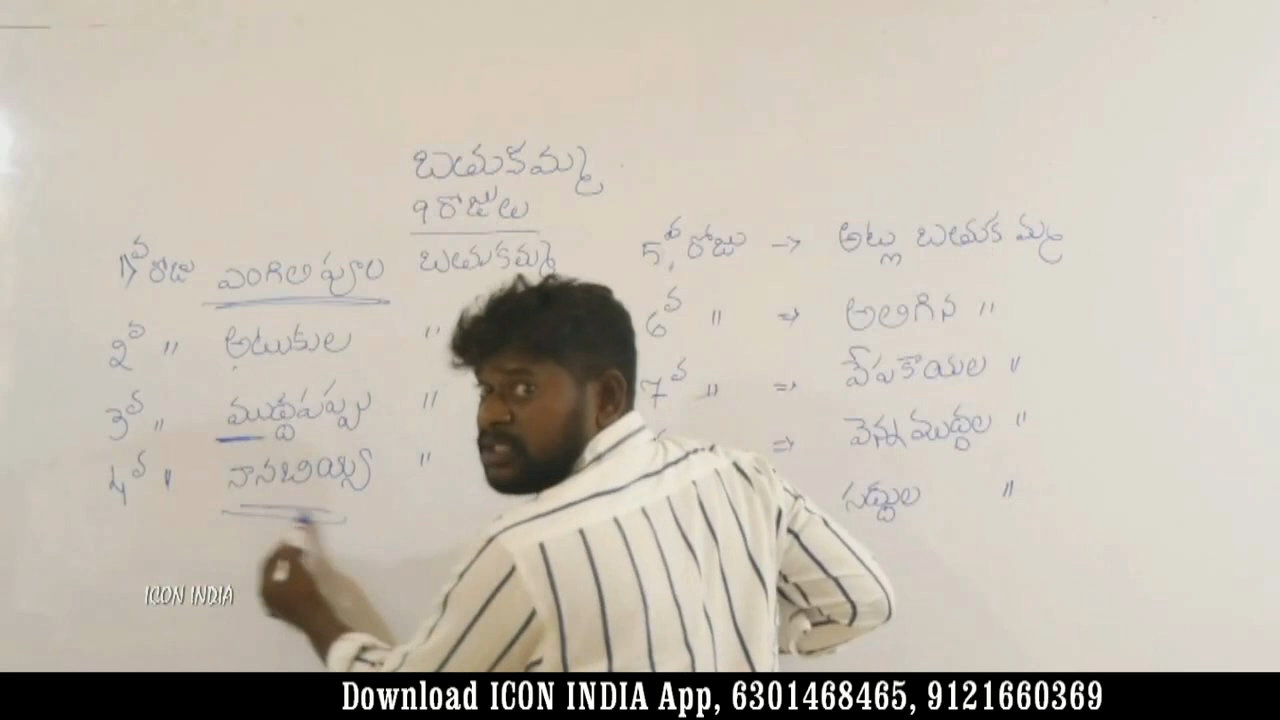 బతుకమ్మ
9 రోజులు
1వ రోజు ఎంగిలి పూల బతుకమ్మ
2వ " అటుకుల "
3వ " ముద్దపప్పు "
4వ " నానబియ్యం "
5వ రోజు → అట్లు బతుకమ్మ
6వ " ⇒ అలిగిన "
7వ " ⇒ వేపకాయల "
⇒ వెన్నముద్దల "
సద్దుల "
ICON INDIA
Download ICON INDIA App, 6301468465, 9121660369